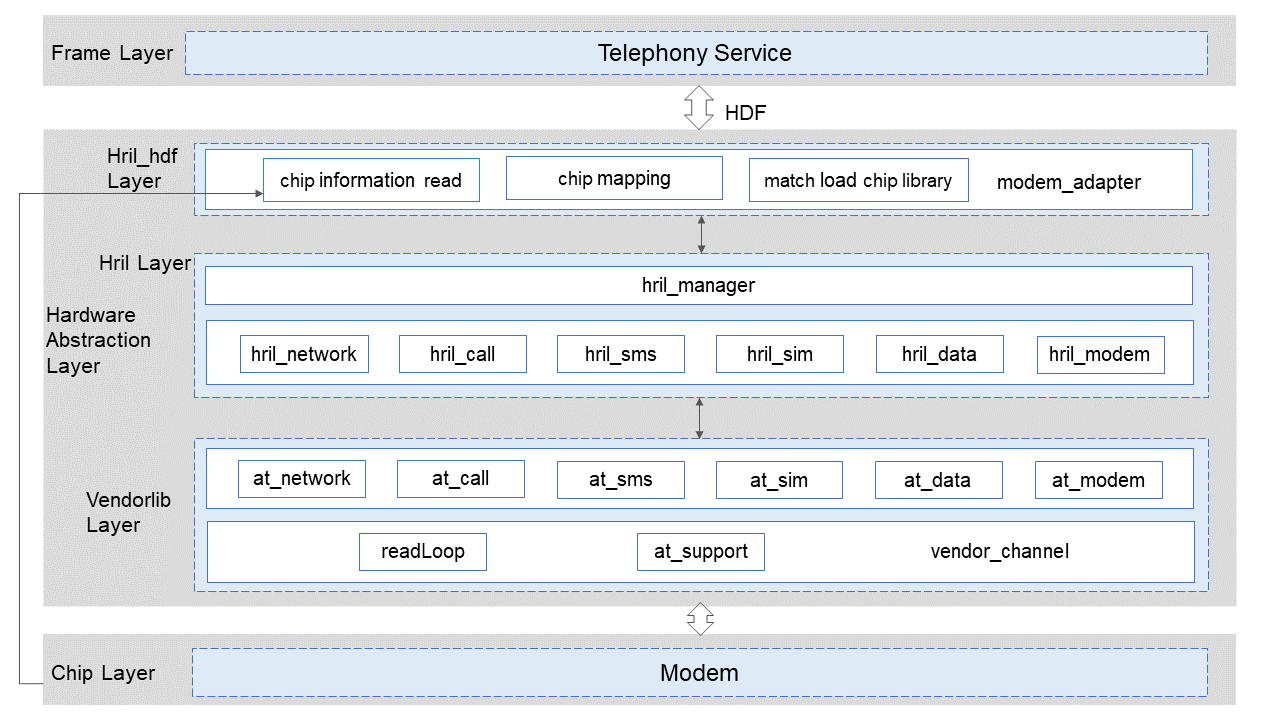 Frame Layer
Telephony Service
HDF
Hril_hdf
Layer
chip information read
chip mapping
match load chip library
modem_adapter
Hril Layer
hril_manager
Hardware
Abstraction
Layer
hril_network
hril_call
hril_sms
hril_sim
hril_data
hril_modem
at_network
at_call
at_sms
at_sim
at_data
at_modem
Vendorlib
Layer
readLoop
at_support
vendor_channel
Chip Layer
Modem